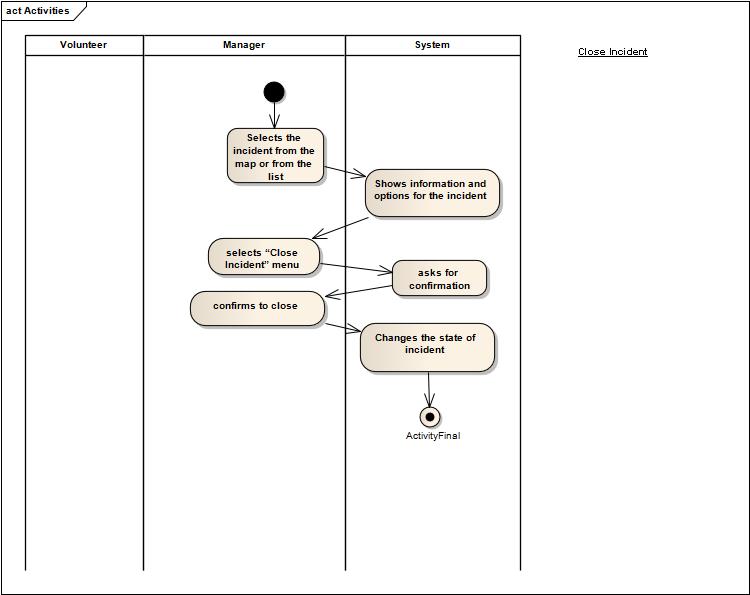 act Activities
Volunteer
Manager
System
Close Incident
Selects the
incident from the
map or from the
list
Shows information and
options for the incident
selects “Close
Incident” menu
asks for
confirmation
confirms to close
Changes the state of
incident
ActivityFinal